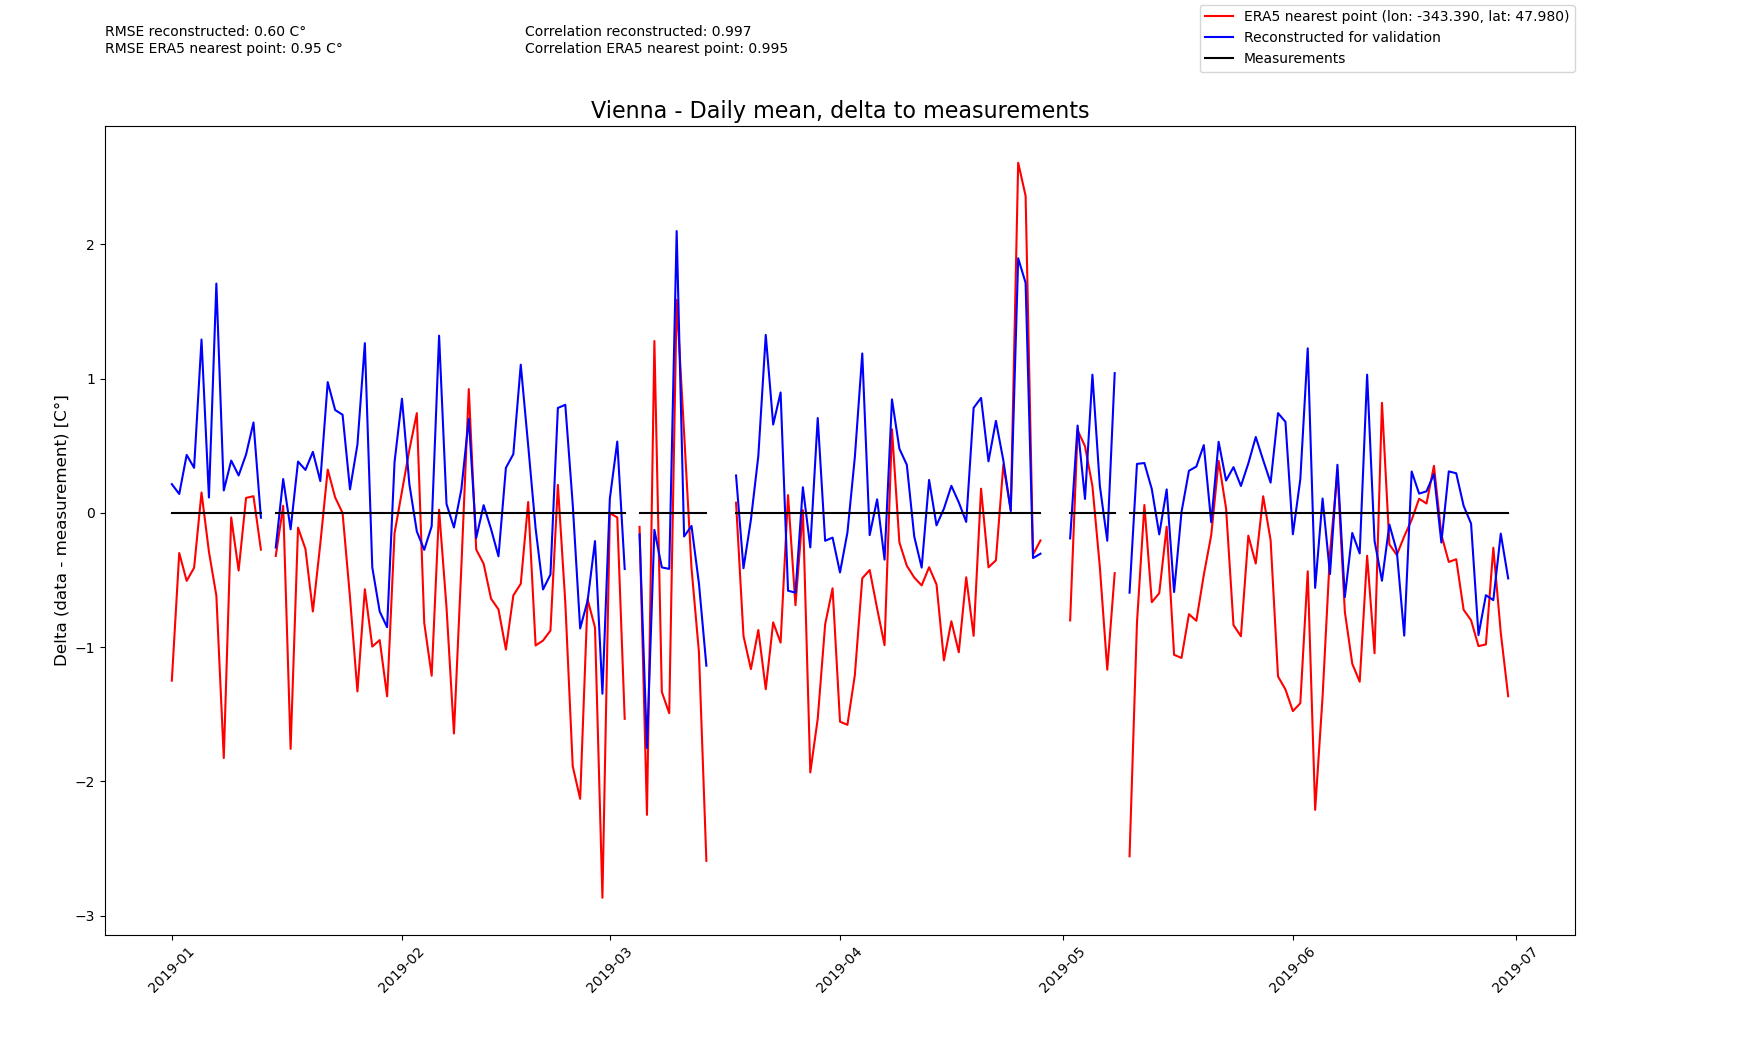 RMSE reconstructed: 0.60 C°
RMSE ERA5 nearest point: 0.95 C°
Correlation reconstructed: 0.997
Correlation ERA5 nearest point: 0.995
ERA5 nearest point (lon: -343.390, lat: 47.980)
Reconstructed for validation
Measurements
Vienna - Daily mean, delta to measurements
Delta (data - measurement) [C°]
2
1
0
−1
−2
−3
2019-01
2019-02
2019-03
2019-04
2019-05
2019-06
2019-07